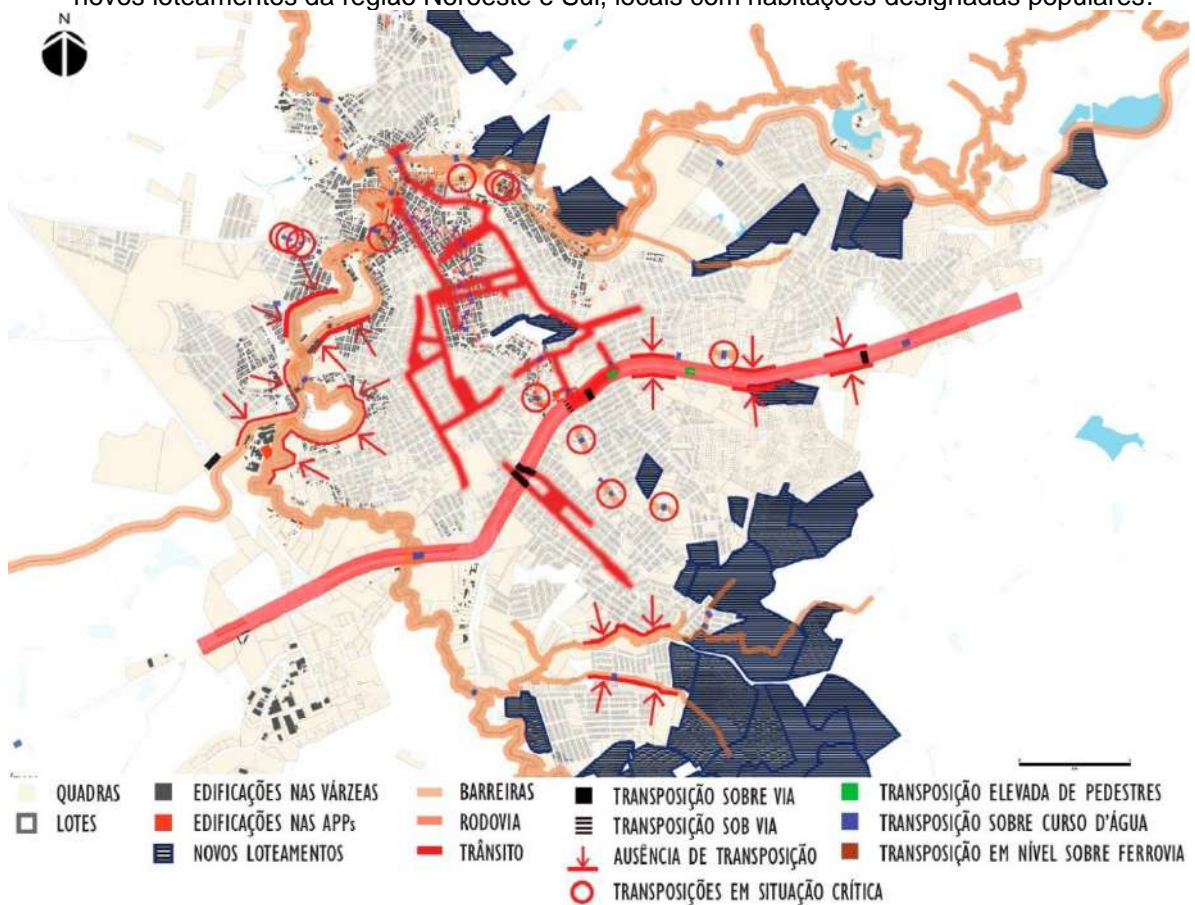 novos loteamentos da região Noroeste e Sul, locais com habitações designadas populares.
N
QUADRAS
LOTES
EDIFICAÇÕES NAS VÁRZEAS
EDIFICAÇÕES NAS APPs
NOVOS LOTEAMENTOS
BARREIRAS
RODOVIA
TRÂNSITO
TRANSPOSIÇÃO SOBRE VIA
TRANSPOSIÇÃO SOB VIA
AUSÊNCIA DE TRANSPOSIÇÃO
TRANSPOSIÇÕES EM SITUAÇÃO CRÍTICA
TRANSPOSIÇÃO ELEVADA DE PEDESTRES
TRANSPOSIÇÃO SOBRE CURSO D'ÁGUA
TRANSPOSIÇÃO EM NÍVEL SOBRE FERROVIA